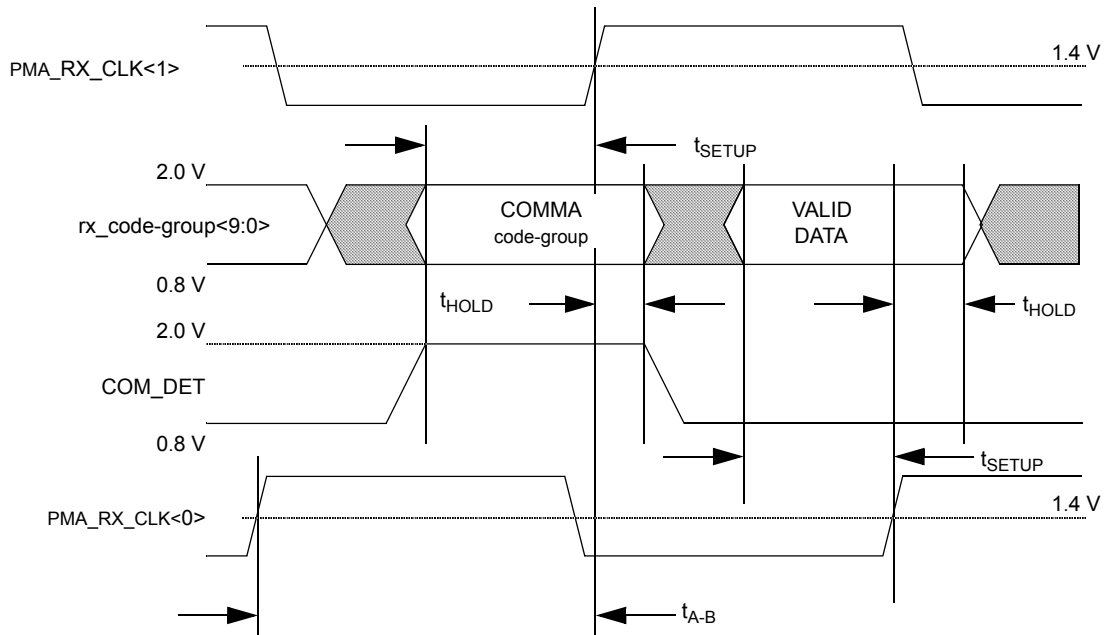 PMA_RX_CLK<1>
1.4 V
tSETUP
2.0 V
rx_code-group<9:0>
COMMA
code-group
VALID
DATA
0.8 V
tHOLD
tHOLD
2.0 V
COM_DET
0.8 V
tSETUP
PMA_RX_CLK<0>
1.4 V
tA-B